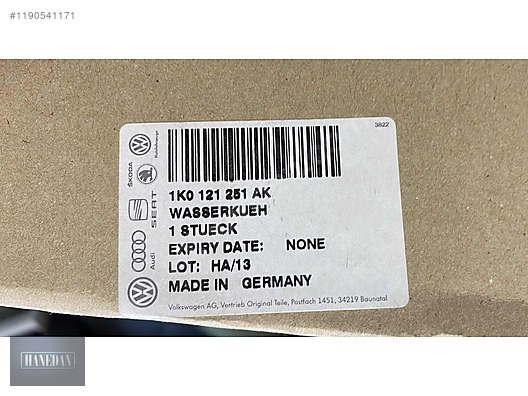 #1190541171
3822
Nutzfahrzeuge
ŠKODA
SEAT
Audi
1K0 121 251 AK
WASSERKUEH
1 STUECK
EXPIRY DATE: NONE
LOT: HA/13
MADE IN GERMANY
Volkswagen AG, Vertrieb Original Teile, Postfach 1451, 34219 Baunatal
HANEDAN